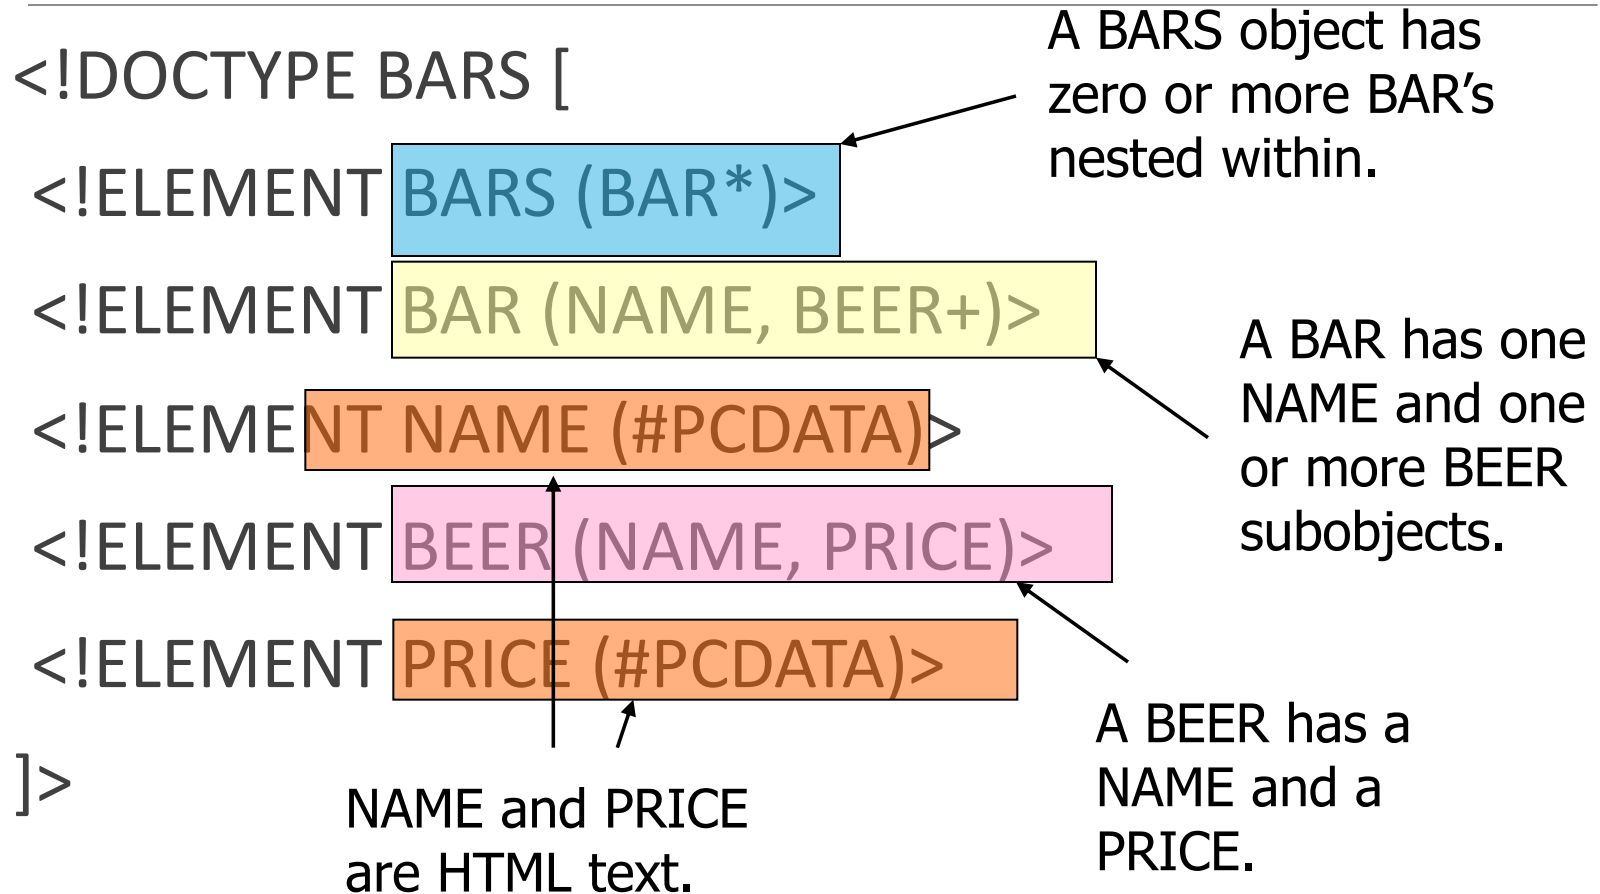 <!DOCTYPE BARS [
<!ELEMENT BARS (BAR*)>
<!ELEMENT BAR (NAME, BEER+)>
<!ELEMENT NAME (#PCDATA)>
<!ELEMENT BEER (NAME, PRICE)>
<!ELEMENT PRICE (#PCDATA)>
]>
A BARS object has
zero or more BAR’s
nested within.
A BAR has one
NAME and one
or more BEER
subobjects.
A BEER has a
NAME and a
PRICE.
NAME and PRICE
are HTML text.